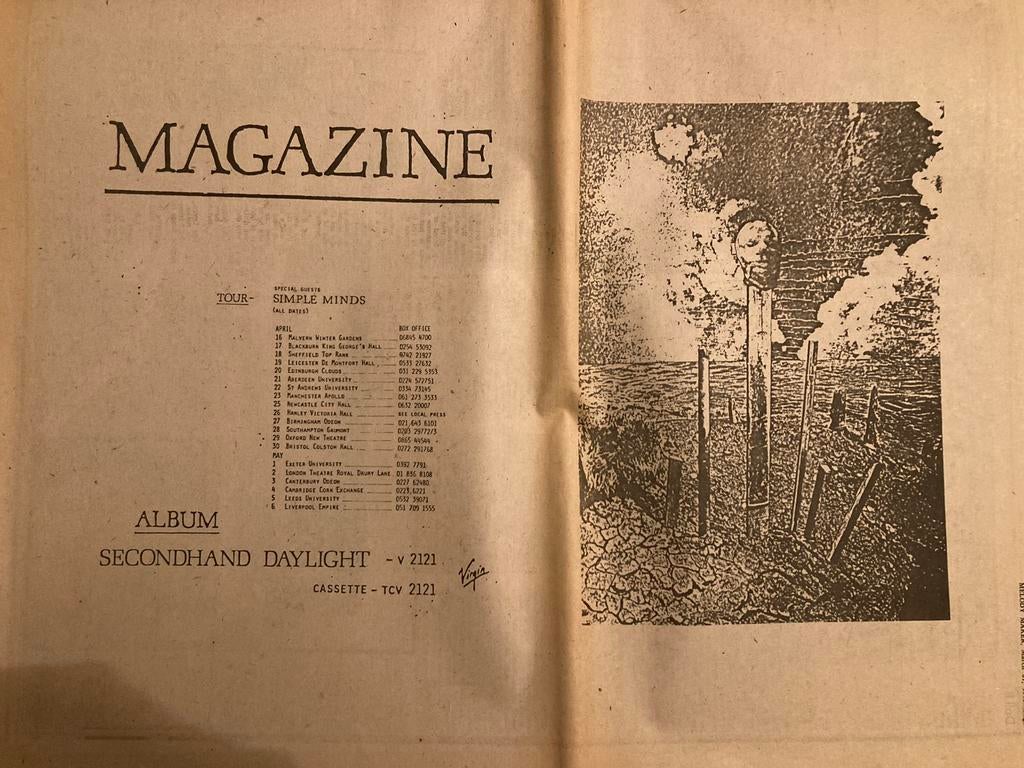 MAGAZINE
SPECIAL GUESTS
TOUR- SIMPLE MINDS
(ALL DATES)
APRIL BOX OFFICE
16 MALVERN WINTER GARDENS 06845 4700
17 BLACKBURN KING GEORGE'S HALL 0254 53092
18 SHEFFIELD TOP RANK 0742 21927
19 LEICESTER DE MONTFORT HALL 0533 27632
20 EDINBURGH CLOUDS 031 229 5353
21 ABERDEEN UNIVERSITY 0224 572751
22 ST ANDREWS UNIVERSITY 0334 73145
23 MANCHESTER APOLLO 061 273 3533
25 NEWCASTLE CITY HALL 0632 20007
26 HANLEY VICTORIA HALL SEE LOCAL PRESS
27 BIRMINGHAM ODEON 021 643 6101
28 SOUTHAMPTON GAUMONT 0703 29772/3
29 OXFORD NEW THEATRE 0865 44544
30 BRISTOL COLSTON HALL 0272 291768
MAY
1 EXETER UNIVERSITY 0392 7791
2 LONDON THEATRE ROYAL DRURY LANE 01 836 8108
3 CANTERBURY ODEON 0227 62480
4 CAMBRIDGE CORN EXCHANGE 0223 6221
5 LEEDS UNIVERSITY 0532 39071
6 LIVERPOOL EMPIRE 051 709 1555
ALBUM
SECONDHAND DAYLIGHT - V 2121
CASSETTE - TCV 2121
Virgin
MELODY MAKER, March